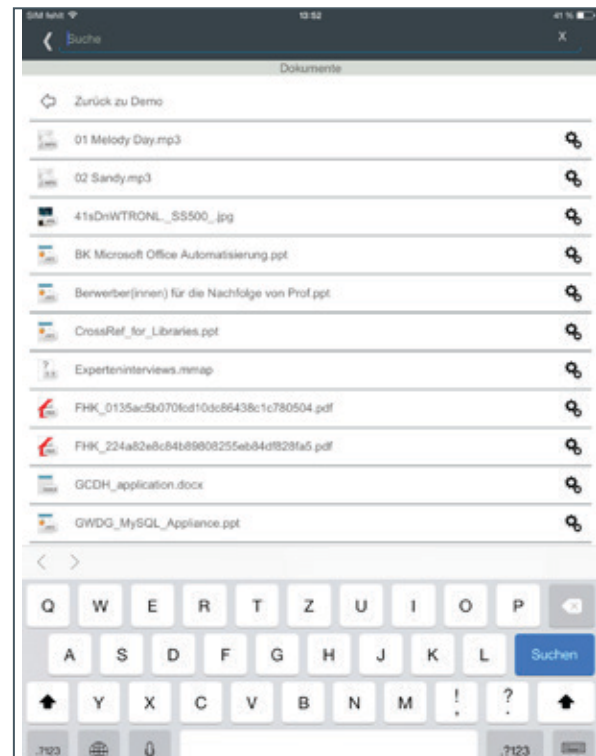 SIM fehlt 13:52 41 %
Suche X
Dokumente
Zurück zu Demo
01 Melody Day.mp3
02 Sandy.mp3
41sDnWTRONL._SS500_.jpg
BK Microsoft Office Automatisierung.ppt
Berwerber(innen) für die Nachfolge von Prof.ppt
CrossRef_for_Libraries.ppt
Experteninterviews.mmap
FHK_0135ac5b070fcd10dc86438c1c780504.pdf
FHK_224a82e8c84b89808255eb84df828fa5.pdf
GCDH_application.docx
GWDG_MySQL_Appliance.ppt
Q W E R T Z U I O P
A S D F G H J K L Suchen
Y X C V B N M ! , ? .
.?123 .?123